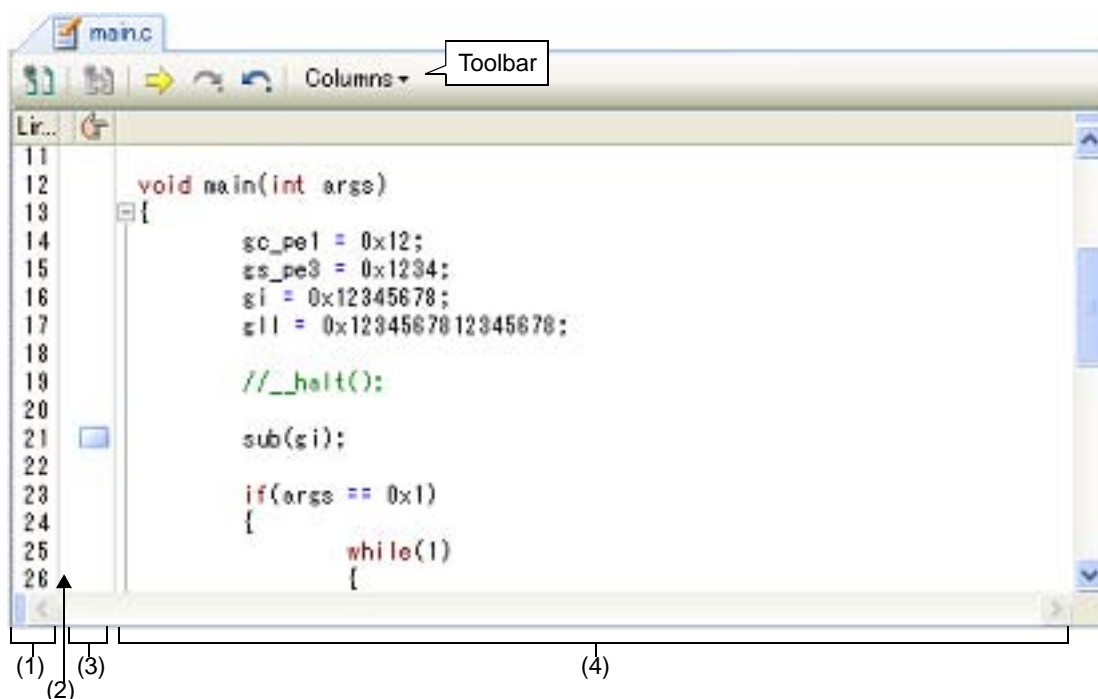 main.c
Toolbar
Columns
Lir...
11
12 void main(int args)
13 {
14 gc_pe1 = 0x12;
15 gs_pe3 = 0x1234;
16 gi = 0x12345678;
17 gll = 0x1234567812345678;
18
19 //__halt();
20
21 sub(gi);
22
23 if(args == 0x1)
24 {
25 while(1)
26 {
(1) (2) (3) (4)